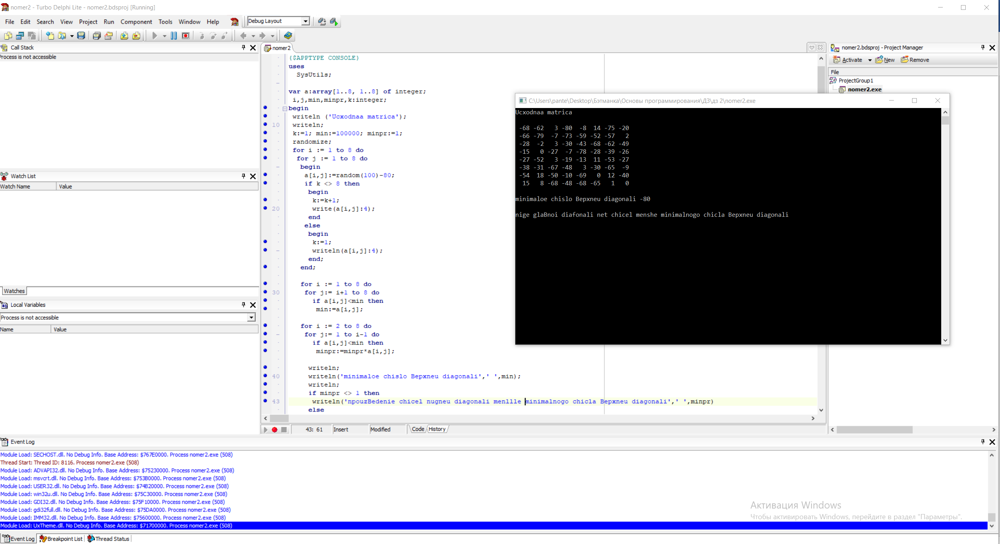 nomer2 - Turbo Delphi Lite - nomer2.bdsproj [Running]
File Edit Search View Project Run Component Tools Window Help Debug Layout
Call Stack
Process is not accessible
Watch List
Watch Name Value
Watches
Local Variables
Process is not accessible
Name Value
nomer2
{$APPTYPE CONSOLE}
uses
SysUtils;
var a:array[1..8, 1..8] of integer;
i,j,min,minpr,k:integer;
begin
writeln ('Ucxodnaa matrica');
10 writeln;
k:=1; min:=100000; minpr:=1;
randomize;
for i := 1 to 8 do
for j := 1 to 8 do
begin
a[i,j]:=random(100)-80;
if k <> 8 then
begin
k:=k+1;
20 write(a[i,j]:4);
end
else
begin
k:=1;
writeln(a[i,j]:4);
end;
end;
for i := 1 to 8 do
30 for j:= i+1 to 8 do
if a[i,j]<min then
min:=a[i,j];
for i := 2 to 8 do
for j:= 1 to i-1 do
if a[i,j]<min then
minpr:=minpr*a[i,j];
writeln;
40 writeln('minimaloe chislo Bepxneu diagonali',' ',min);
writeln;
if minpr <> 1 then
43 writeln('npouzBedenie chicel nugneu diagonali menllle minimalnogo chicla Bepxneu diagonali',' ',minpr)
else
43: 61 Insert Modified Code History
C:\Users\pante\Desktop\Бэтманка\Основы программирования\ДЗ\дз 2\nomer2.exe
Ucxodnaa matrica
-68 -62 3 -80 -8 14 -75 -20
-66 -79 -7 -73 -59 -52 -57 2
-28 -2 3 -30 -43 -68 -62 -49
-15 0 -27 -7 -78 -28 -39 -26
-27 -52 3 -19 -13 11 -53 -27
-38 -31 -67 -48 3 -30 -65 -9
-54 18 -50 -10 -69 0 12 -40
15 8 -68 -48 -68 -65 1 0
minimaloe chislo Bepxneu diagonali -80
nige glaBnoi diafonali net chicel menshe minimalnogo chicla Bepxneu diagonali
nomer2.bdsproj - Project Manager
Activate New Remove
File
ProjectGroup1
nomer2.exe
Event Log
Module Load: SECHOST.dll. No Debug Info. Base Address: $767E0000. Process nomer2.exe (508)
Thread Start: Thread ID: 8116. Process nomer2.exe (508)
Module Load: ADVAPI32.dll. No Debug Info. Base Address: $75230000. Process nomer2.exe (508)
Module Load: msvcrt.dll. No Debug Info. Base Address: $753B0000. Process nomer2.exe (508)
Module Load: USER32.dll. No Debug Info. Base Address: $74B20000. Process nomer2.exe (508)
Module Load: win32u.dll. No Debug Info. Base Address: $75C30000. Process nomer2.exe (508)
Module Load: GDI32.dll. No Debug Info. Base Address: $75F10000. Process nomer2.exe (508)
Module Load: gdi32full.dll. No Debug Info. Base Address: $75DA0000. Process nomer2.exe (508)
Module Load: IMM32.dll. No Debug Info. Base Address: $75600000. Process nomer2.exe (508)
Module Load: UxTheme.dll. No Debug Info. Base Address: $71700000. Process nomer2.exe (508)
Активация Windows
Чтобы активировать Windows, перейдите в раздел "Параметры".
Event Log Breakpoint List Thread Status